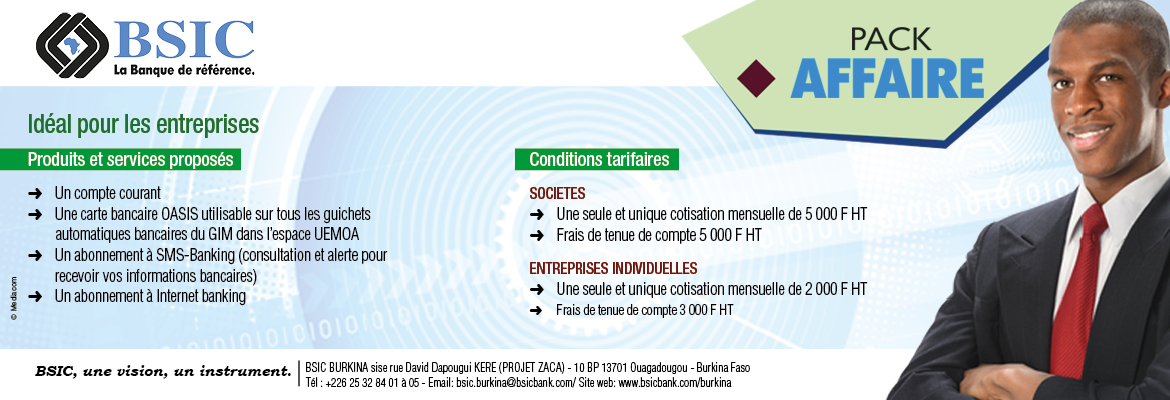 BSIC
La Banque de référence.
PACK
AFFAIRE
Idéal pour les entreprises
Produits et services proposés
➜ Un compte courant
➜ Une carte bancaire OASIS utilisable sur tous les guichets
automatiques bancaires du GIM dans l'espace UEMOA
➜ Un abonnement à SMS-Banking (consultation et alerte pour
recevoir vos informations bancaires)
➜ Un abonnement à Internet banking
Conditions tarifaires
SOCIETES
➜ Une seule et unique cotisation mensuelle de 5 000 F HT
➜ Frais de tenue de compte 5 000 F HT
ENTREPRISES INDIVIDUELLES
➜ Une seule et unique cotisation mensuelle de 2 000 F HT
➜ Frais de tenue de compte 3 000 F HT
© Media.com
BSIC, une vision, un instrument.
BSIC BURKINA sise rue David Dapougui KERE (PROJET ZACA) - 10 BP 13701 Ouagadougou - Burkina Faso
Tél : +226 25 32 84 01 à 05 - Email: bsic.burkina@bsicbank.com/ Site web: www.bsicbank.com/burkina